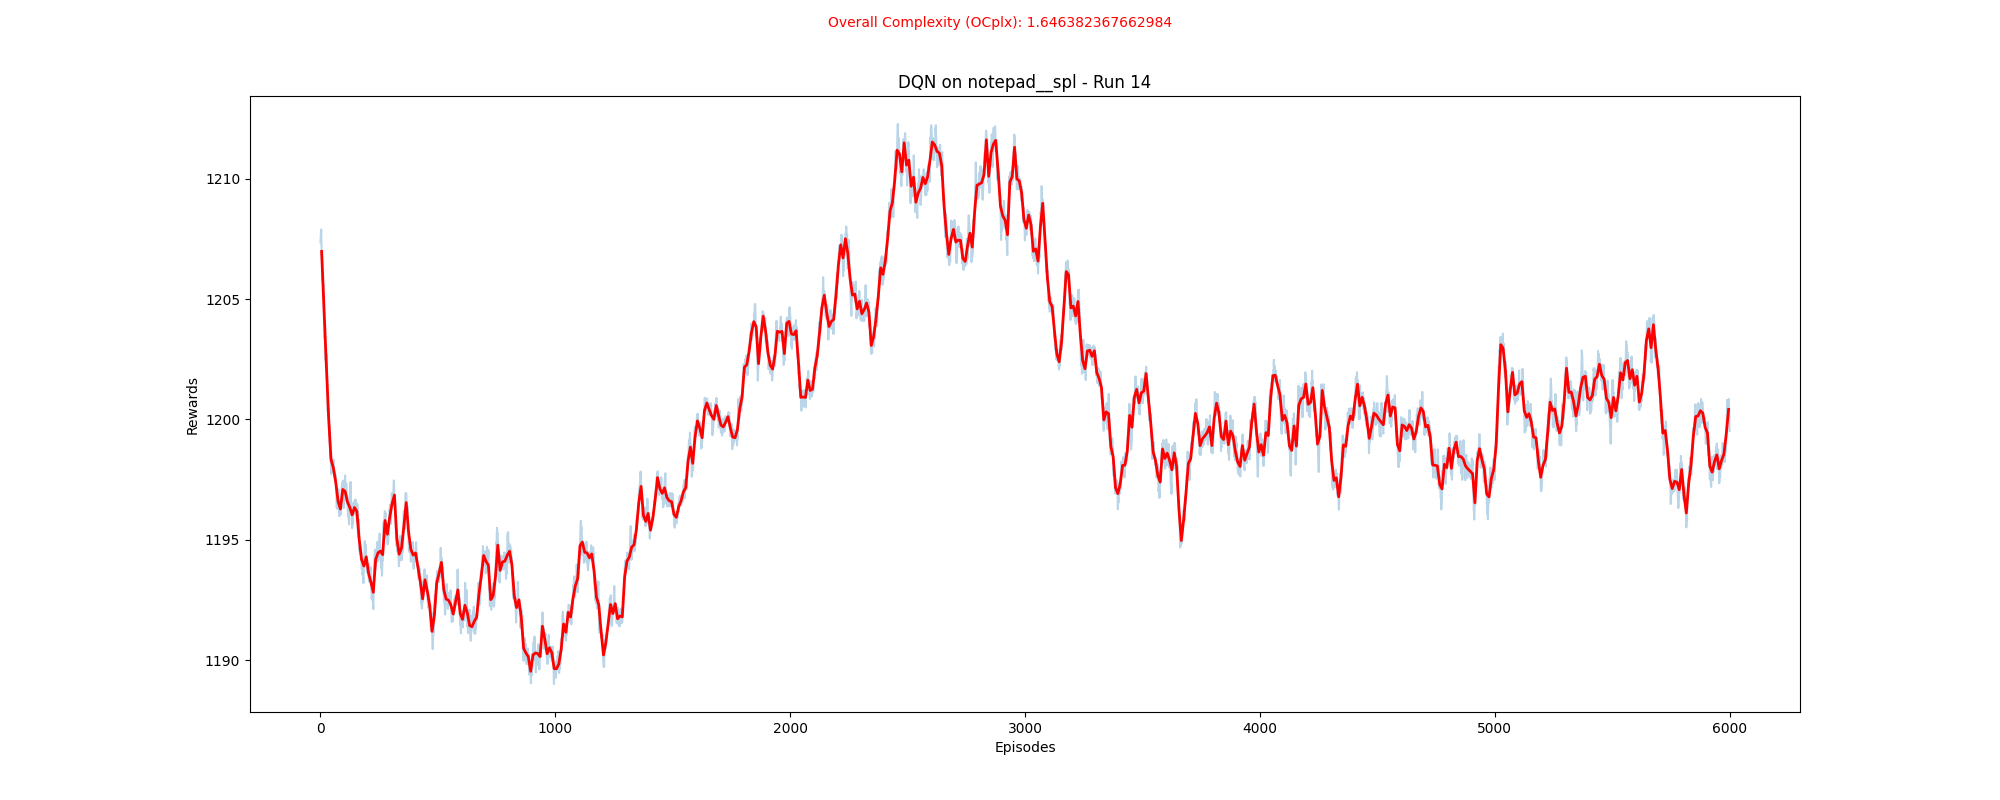 Overall Complexity (OCplx): 1.646382367662984
DQN on notepad__spl - Run 14
Rewards
1210
1205
1200
1195
1190
0 1000 2000 3000 4000 5000 6000
Episodes